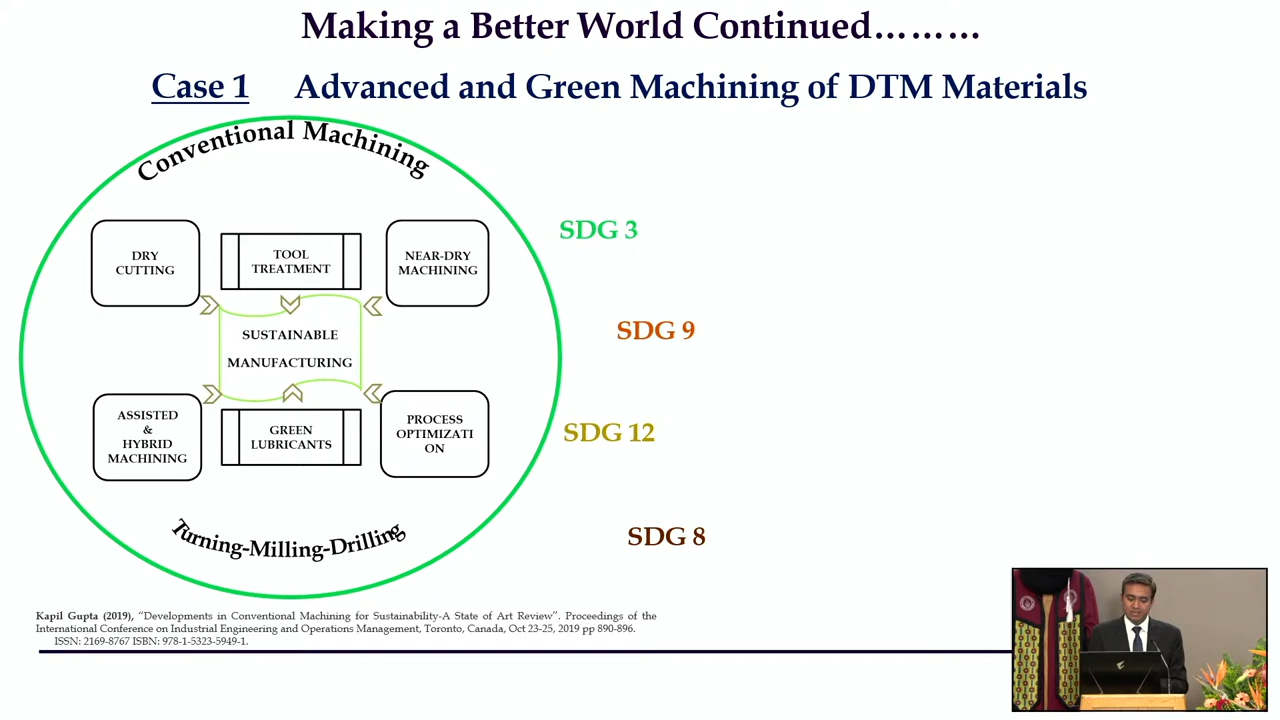 Making a Better World Continued………
Case 1 Advanced and Green Machining of DTM Materials
Conventional Machining
DRY
CUTTING
TOOL
TREATMENT
NEAR-DRY
MACHINING
SUSTAINABLE
MANUFACTURING
ASSISTED
&
HYBRID
MACHINING
GREEN
LUBRICANTS
PROCESS
OPTIMIZATI
ON
Turning-Milling-Drilling
SDG 3
SDG 9
SDG 12
SDG 8
Kapil Gupta (2019), “Developments in Conventional Machining for Sustainability-A State of Art Review”. Proceedings of the
International Conference on Industrial Engineering and Operations Management, Toronto, Canada, Oct 23-25, 2019 pp 890-896.
ISSN: 2169-8767 ISBN: 978-1-5323-5949-1.